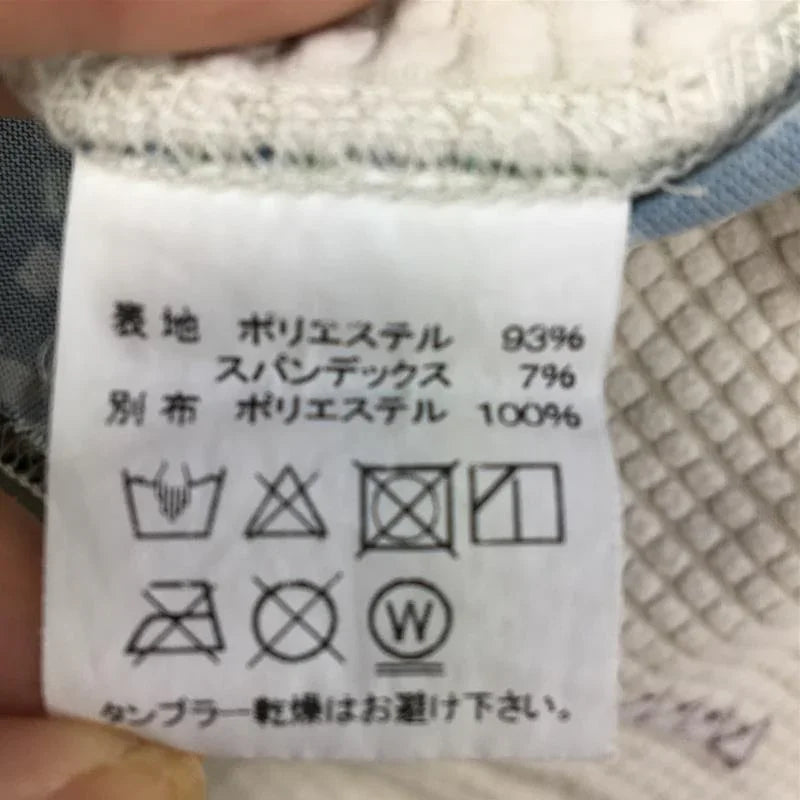 表地 ポリエステル 93%
スパンデックス 7%
別布 ポリエステル 100%
W
タンブラー乾燥はお避け下さい。